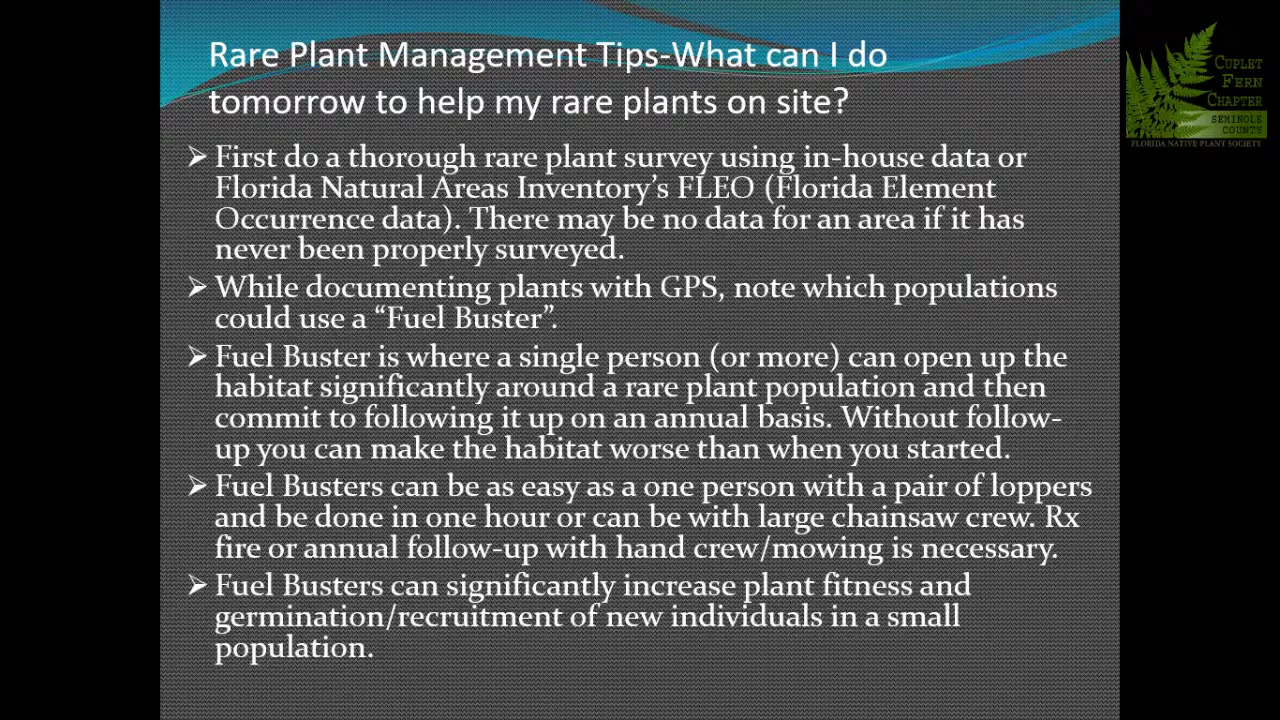 Rare Plant Management Tips-What can I do
tomorrow to help my rare plants on site?
First do a thorough rare plant survey using in-house data or
Florida Natural Areas Inventory's FLEO (Florida Element
Occurrence data). There may be no data for an area if it has
never been properly surveyed.
While documenting plants with GPS, note which populations
could use a “Fuel Buster”.
Fuel Buster is where a single person (or more) can open up the
habitat significantly around a rare plant population and then
commit to following it up on an annual basis. Without follow-
up you can make the habitat worse than when you started.
Fuel Busters can be as easy as a one person with a pair of loppers
and be done in one hour or can be with large chainsaw crew. Rx
fire or annual follow-up with hand crew/mowing is necessary.
Fuel Busters can significantly increase plant fitness and
germination/recruitment of new individuals in a small
population.
CUPLET
FERN
CHAPTER
SEMINOLE
COUNTY
FLORIDA NATIVE PLANT SOCIETY